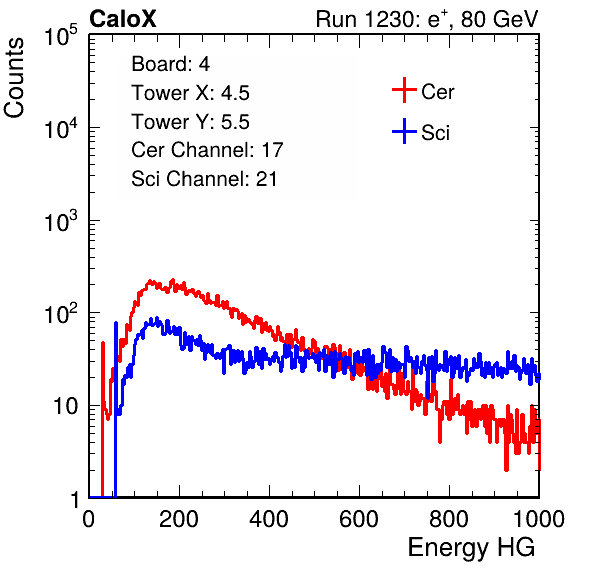 CaloX Run 1230: e⁺, 80 GeV
Board: 4
Tower X: 4.5
Tower Y: 5.5
Cer Channel: 17
Sci Channel: 21
Cer
Sci
Counts
10⁵
10⁴
10³
10²
10
1
0 200 400 600 800 1000
Energy HG